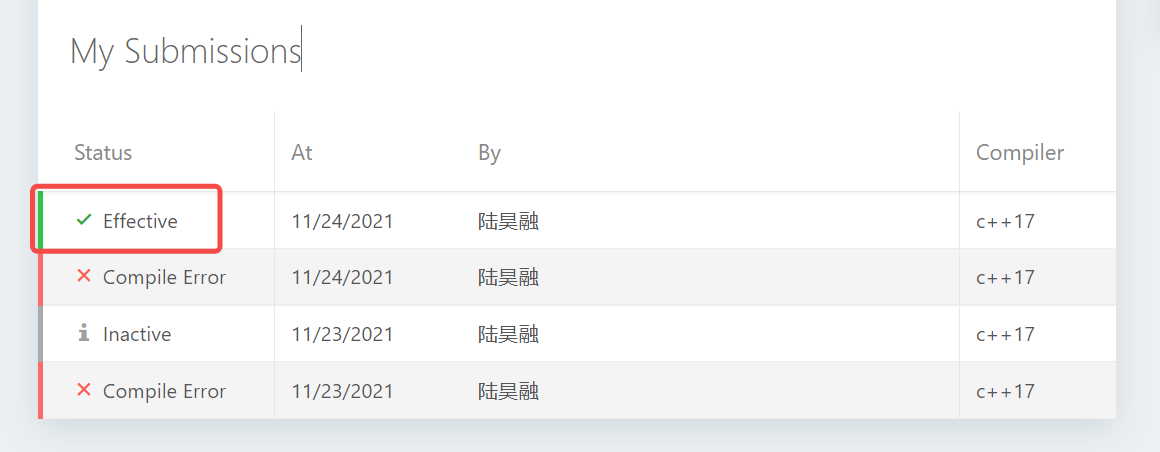 My Submissions
Status At By Compiler
Effective 11/24/2021 陆昊融 c++17
Compile Error 11/24/2021 陆昊融 c++17
Inactive 11/23/2021 陆昊融 c++17
Compile Error 11/23/2021 陆昊融 c++17